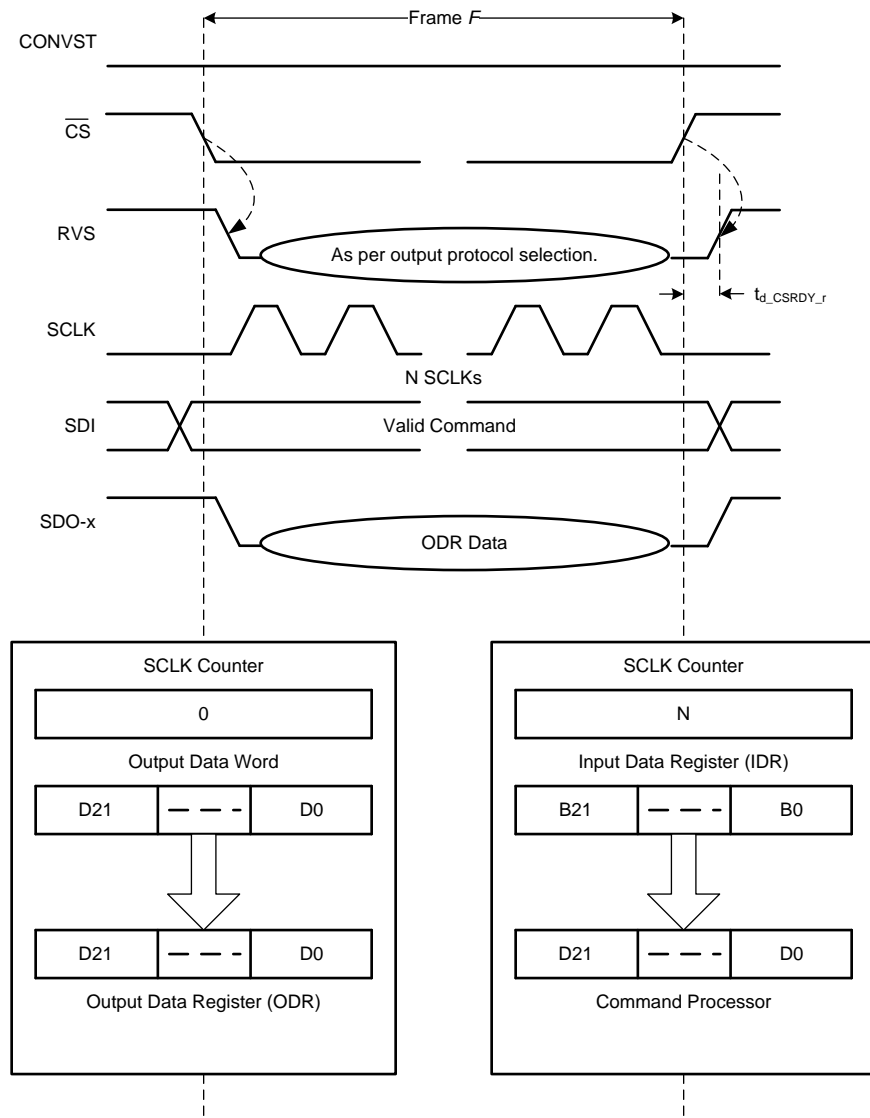 Frame F
CONVST
CS
RVS
As per output protocol selection.
td_CSRDY_r
SCLK
N SCLKs
SDI
Valid Command
SDO-x
ODR Data
SCLK Counter
0
Output Data Word
D21 D0
D21 D0
Output Data Register (ODR)
SCLK Counter
N
Input Data Register (IDR)
B21 B0
D21 D0
Command Processor